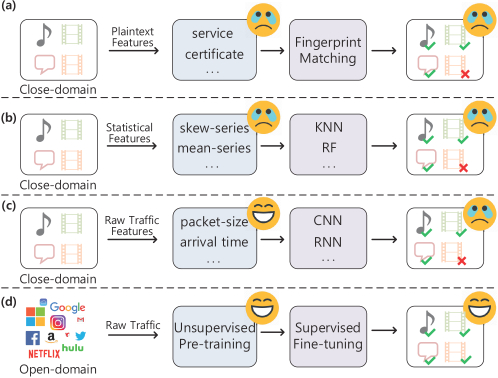 (a)
Plaintext
Features
service
certificate
...
Fingerprint
Matching
Close-domain
(b)
Statistical
Features
skew-series
mean-series
...
KNN
RF
...
Close-domain
(c)
Raw Traffic
Features
packet-size
arrival time
...
CNN
RNN
...
Close-domain
(d)
Google
a
NETFLIX
hulu
Open-domain
Raw Traffic
Unsupervised
Pre-training
Supervised
Fine-tuning